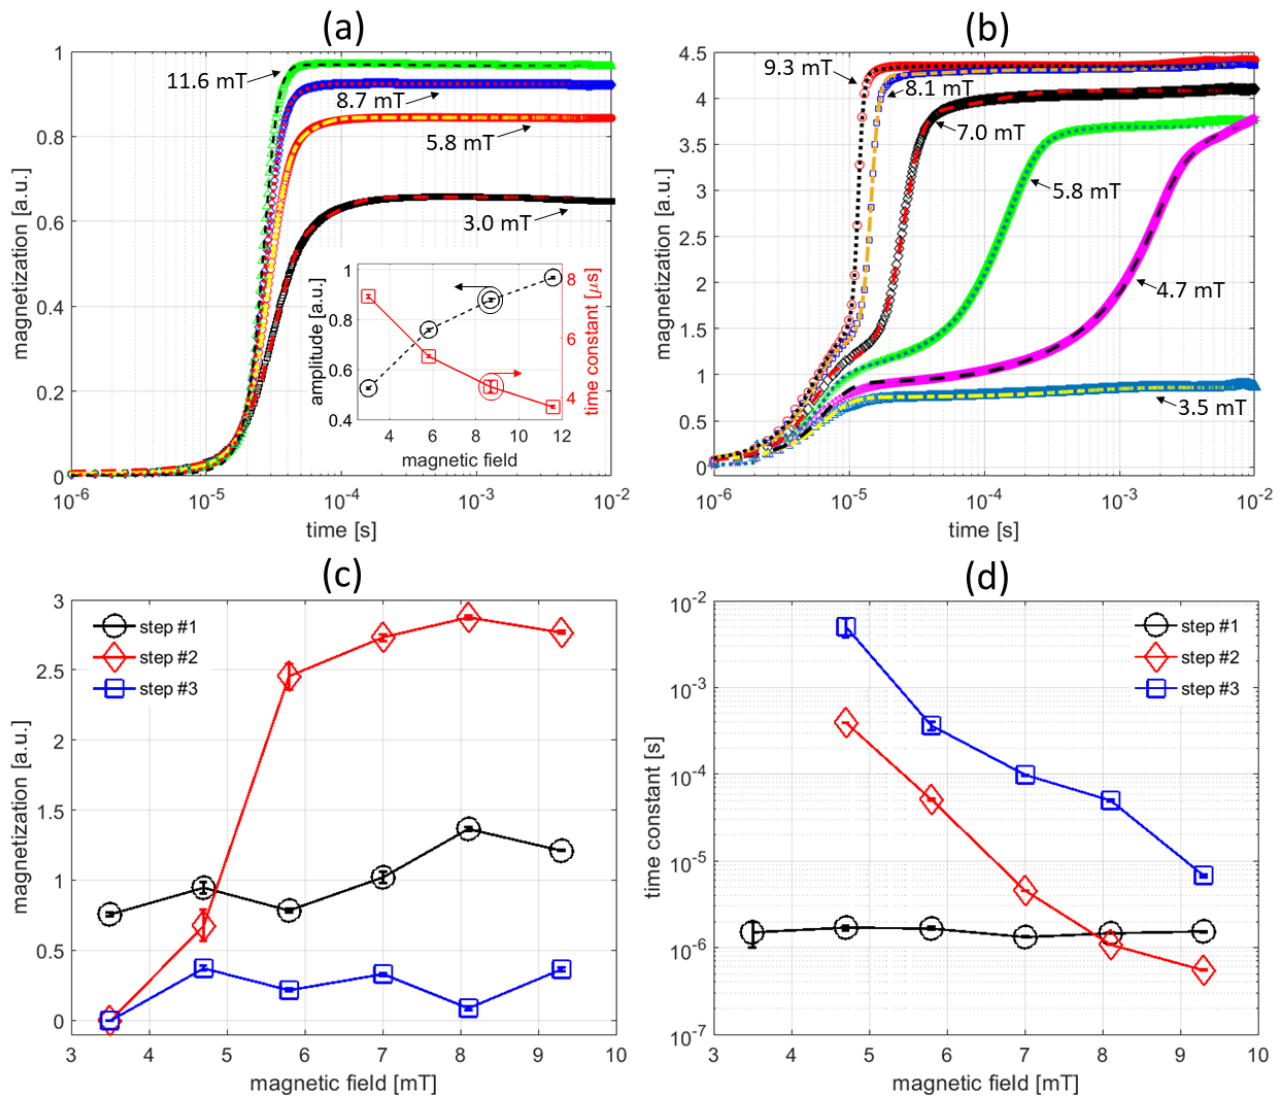 (a)
magnetization [a.u.]
1
0.8
0.6
0.4
0.2
0
11.6 mT
8.7 mT
5.8 mT
3.0 mT
amplitude [a.u.]
1
0.8
0.6
0.4
8
6
4
time constant [μs]
4 6 8 10 12
magnetic field
10-6 10-5 10-4 10-3 10-2
time [s]
(b)
magnetization [a.u.]
4.5
4
3.5
3
2.5
2
1.5
1
0.5
0
9.3 mT
8.1 mT
7.0 mT
5.8 mT
4.7 mT
3.5 mT
10-6 10-5 10-4 10-3 10-2
time [s]
(c)
magnetization [a.u.]
3
2.5
2
1.5
1
0.5
0
step #1
step #2
step #3
3 4 5 6 7 8 9 10
magnetic field [mT]
(d)
time constant [s]
10-2
10-3
10-4
10-5
10-6
10-7
step #1
step #2
step #3
3 4 5 6 7 8 9 10
magnetic field [mT]